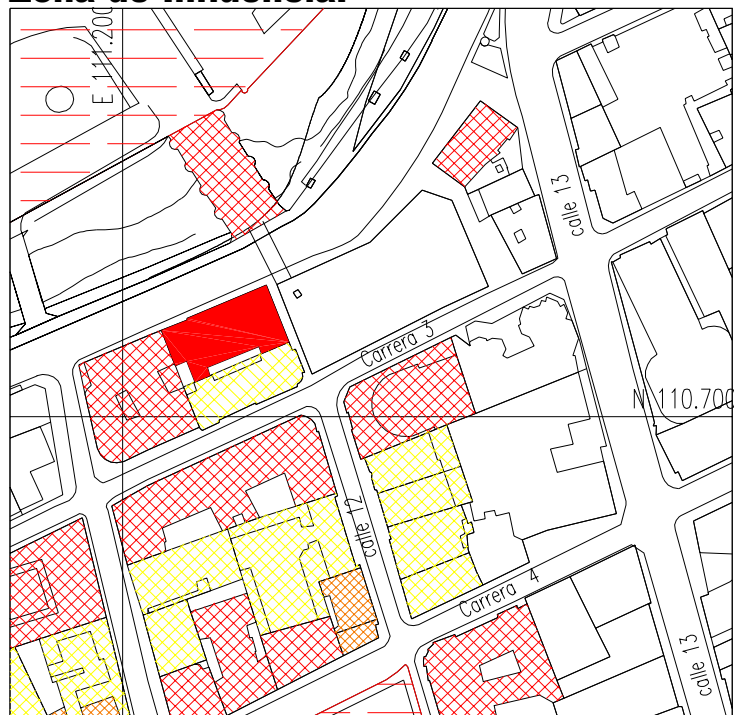 Zona de influencia.
E 111.200
calle 13
Carrera 3
N 110.700
calle 12
Carrera 4
calle 13